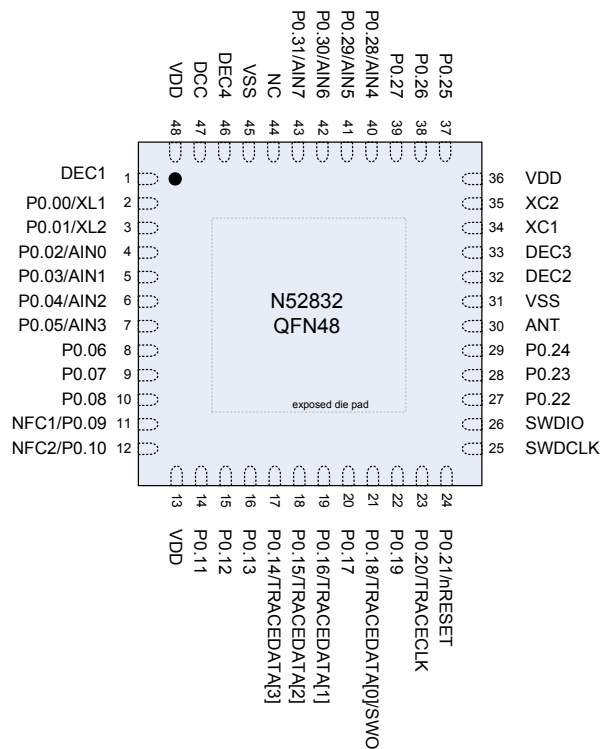 P0.31/AIN7
P0.30/AIN6
P0.29/AIN5
P0.28/AIN4
P0.27
P0.26
P0.25
VDD
DCC
DEC4
VSS
NC
48
47
46
45
44
43
42
41
40
39
38
37
DEC1 1
P0.00/XL1 2
P0.01/XL2 3
P0.02/AIN0 4
P0.03/AIN1 5
P0.04/AIN2 6
P0.05/AIN3 7
P0.06 8
P0.07 9
P0.08 10
NFC1/P0.09 11
NFC2/P0.10 12
N52832
QFN48
exposed die pad
36 VDD
35 XC2
34 XC1
33 DEC3
32 DEC2
31 VSS
30 ANT
29 P0.24
28 P0.23
27 P0.22
26 SWDIO
25 SWDCLK
13
14
15
16
17
18
19
20
21
22
23
24
VDD
P0.11
P0.12
P0.13
P0.14/TRACEDATA[3]
P0.15/TRACEDATA[2]
P0.16/TRACEDATA[1]
P0.17
P0.18/TRACEDATA[0]/SWO
P0.19
P0.20/TRACECLK
P0.21/nRESET